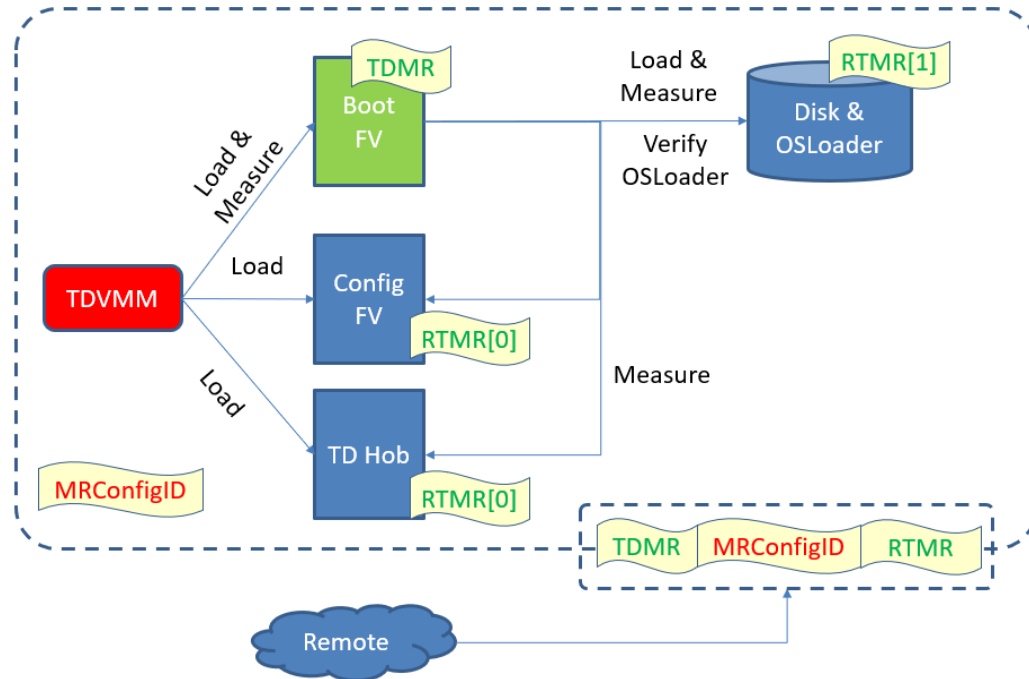 TDMR
Boot
FV
Load &
Measure
Load &
Measure
Verify
OSLoader
RTMR[1]
Disk &
OSLoader
TDVMM
Load
Config
FV
RTMR[0]
Load
TD Hob
RTMR[0]
Measure
MRConfigID
TDMR
MRConfigID
RTMR
Remote